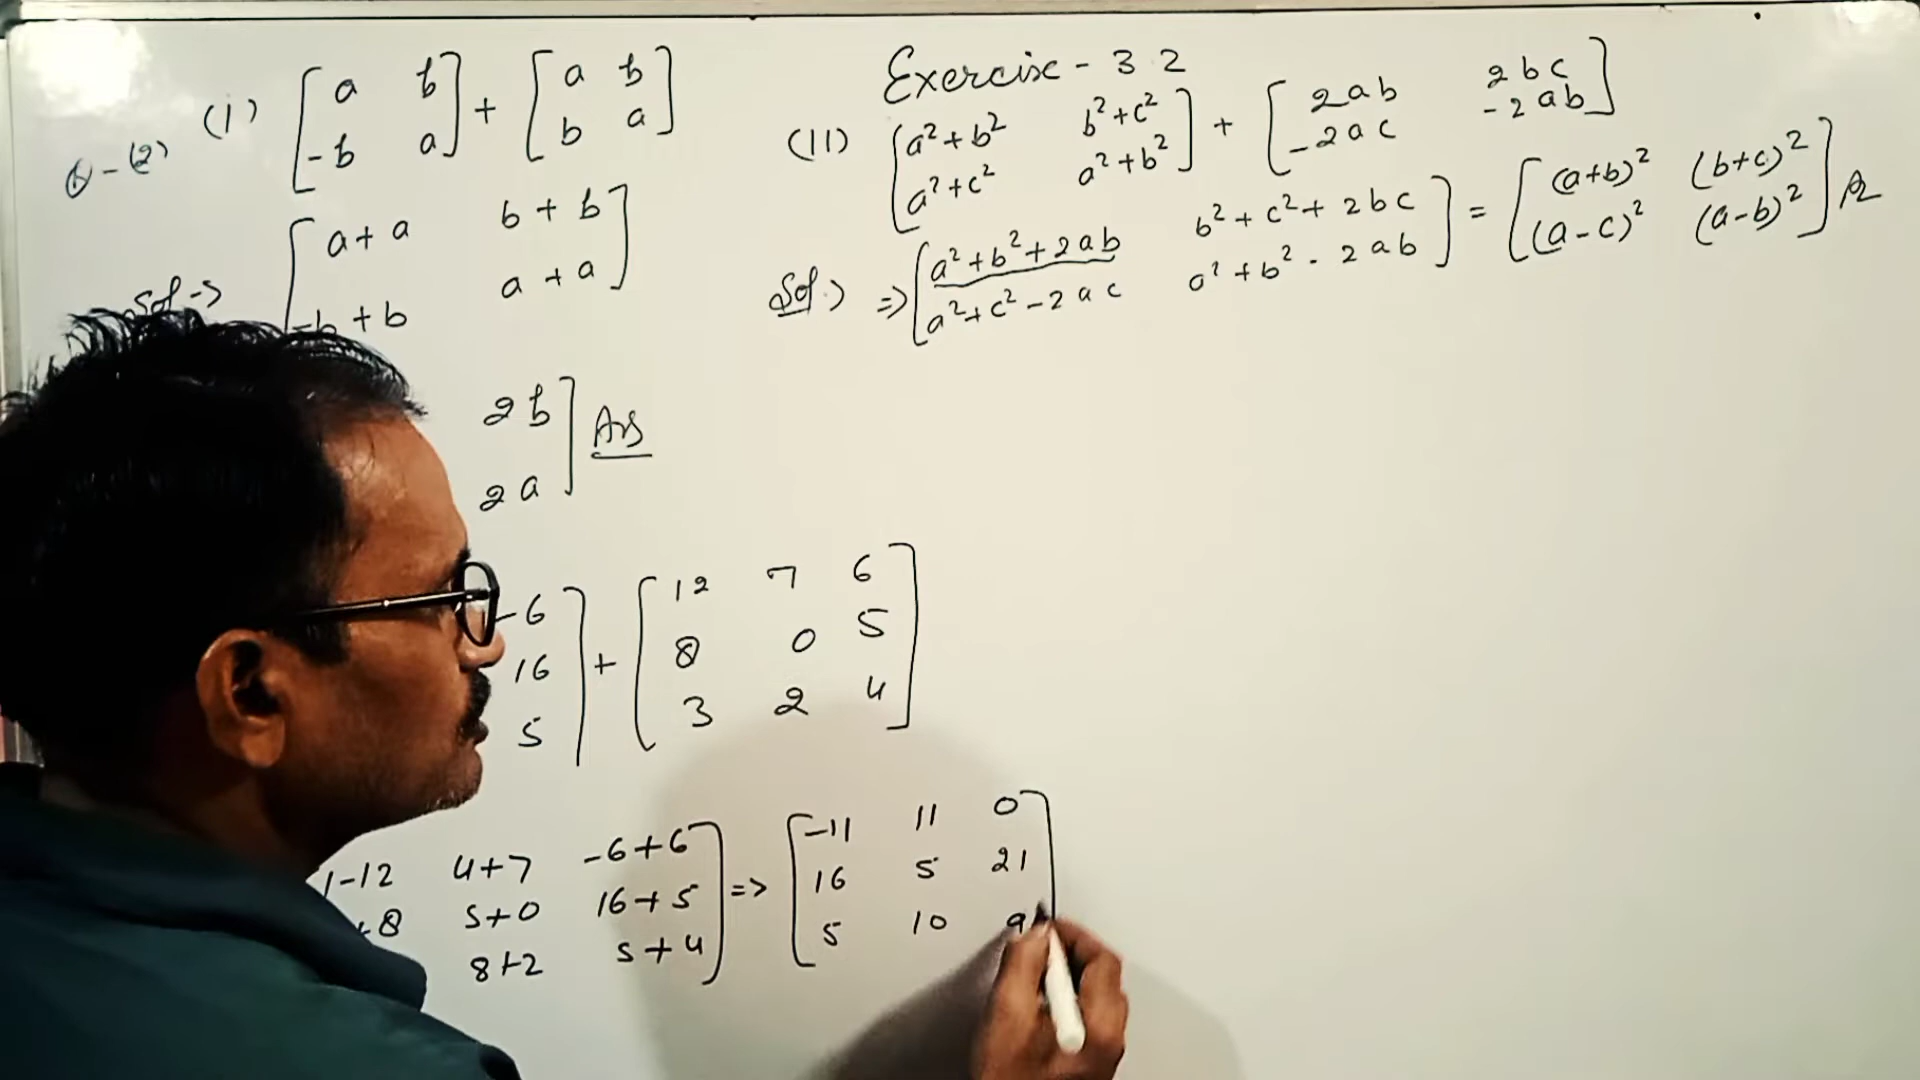 Exercise - 3 2
Q-(2) (I) [a b -b a] + [a b b a]
Sol -> [a+a b+b -b+b a+a]
2b 2a] Ans
(II) [a²+b² b²+c² a²+c² a²+b²] + [2ab 2bc -2ac -2ab]
Sol > => [a²+b²+2ab b²+c²+2bc a²+c²-2ac a²+b²-2ab] = [(a+b)² (b+c)² (a-c)² (a-b)²]
-6 16 5] + [12 7 6
8 0 5
3 2 4]
1-12 4+7 -6+6
+8 5+0 16+5
8+2 5+4] => [-11 11 0
16 5 21
5 10 9]